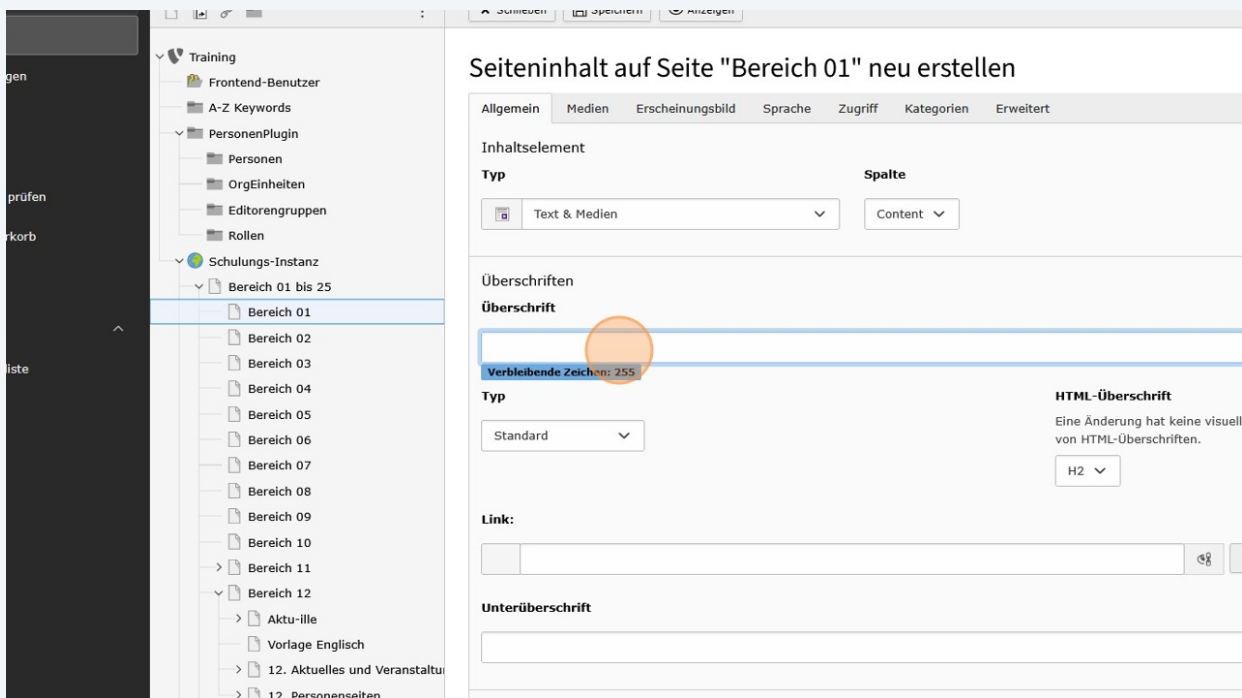 Schließen Speichern Anzeigen
gen
prüfen
rkorb
liste
Training
Frontend-Benutzer
A-Z Keywords
PersonenPlugin
Personen
OrgEinheiten
Editorengruppen
Rollen
Schulungs-Instanz
Bereich 01 bis 25
Bereich 01
Bereich 02
Bereich 03
Bereich 04
Bereich 05
Bereich 06
Bereich 07
Bereich 08
Bereich 09
Bereich 10
Bereich 11
Bereich 12
Aktu-ille
Vorlage Englisch
12. Aktuelles und Veranstaltu
12. Personenseiten
Seiteninhalt auf Seite "Bereich 01" neu erstellen
Allgemein Medien Erscheinungsbild Sprache Zugriff Kategorien Erweitert
Inhaltselement
Typ Spalte
Text & Medien Content
Überschriften
Überschrift
Verbleibende Zeichen: 255
Typ HTML-Überschrift
Eine Änderung hat keine visuell
von HTML-Überschriften.
Standard
H2
Link:
Unterüberschrift